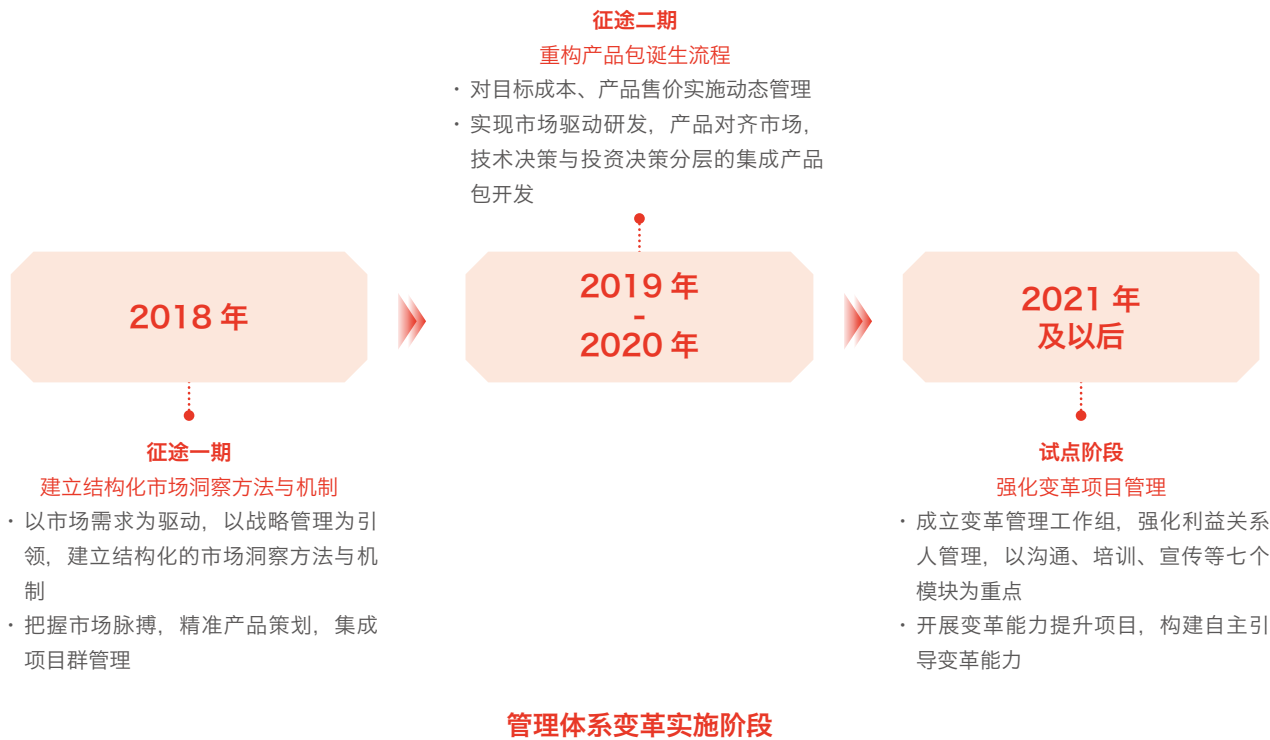 征途二期
重构产品包诞生流程
· 对目标成本、产品售价实施动态管理
· 实现市场驱动研发，产品对齐市场，
技术决策与投资决策分层的集成产品
包开发
2018 年
2019 年
-
2020 年
2021 年
及以后
征途一期
建立结构化市场洞察方法与机制
· 以市场需求为驱动，以战略管理为引
领，建立结构化的市场洞察方法与机
制
· 把握市场脉搏，精准产品策划，集成
项目群管理
试点阶段
强化变革项目管理
· 成立变革管理工作组，强化利益关系
人管理，以沟通、培训、宣传等七个
模块为重点
· 开展变革能力提升项目，构建自主引
导变革能力
管理体系变革实施阶段